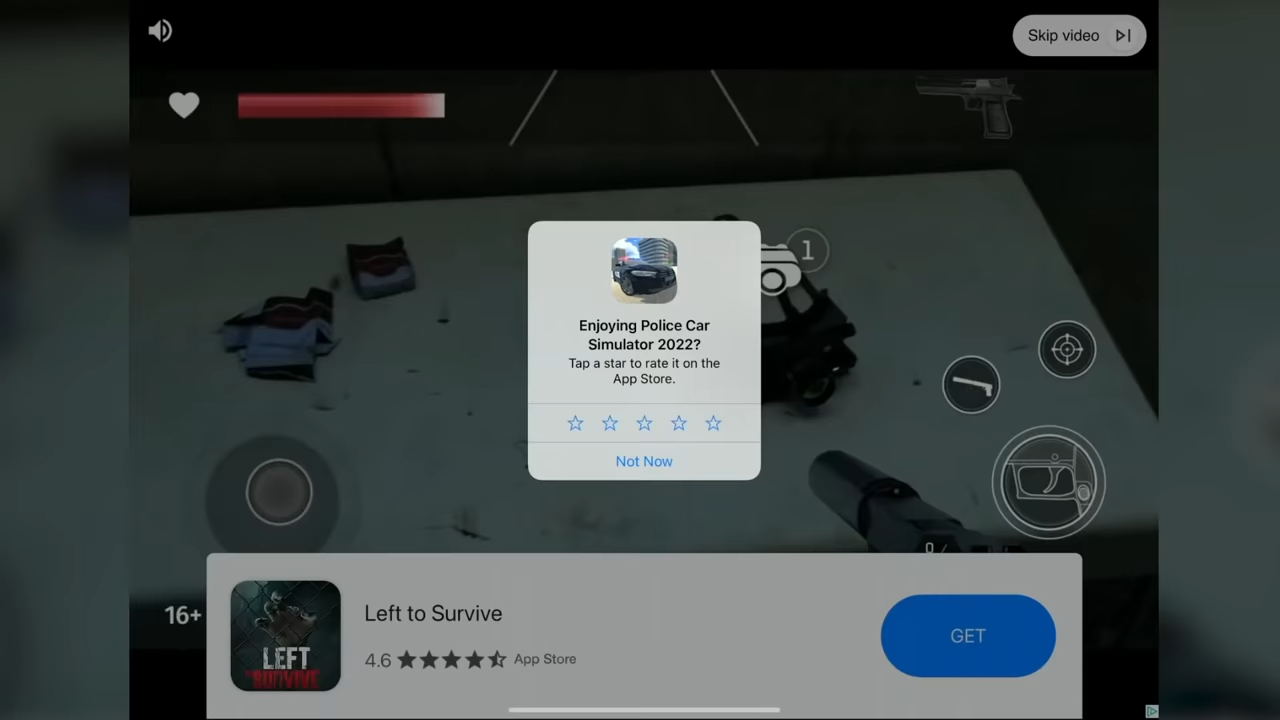 Skip video
1
Enjoying Police Car
Simulator 2022?
Tap a star to rate it on the
App Store.
Not Now
16+
LEFT
SURVIVE
Left to Survive
4.6
App Store
GET